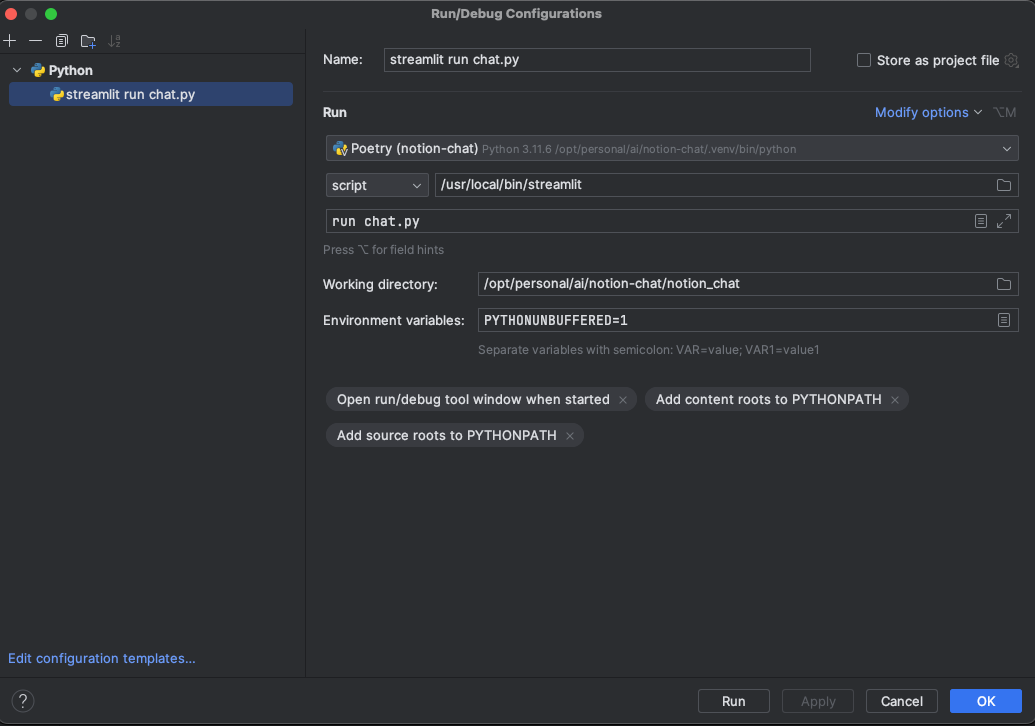 Run/Debug Configurations
Name:
streamlit run chat.py
Store as project file
Python
streamlit run chat.py
Run
Modify options
⌥M
Poetry (notion-chat) Python 3.11.6 /opt/personal/ai/notion-chat/.venv/bin/python
script
/usr/local/bin/streamlit
run chat.py
Press ⌥ for field hints
Working directory:
/opt/personal/ai/notion-chat/notion_chat
Environment variables:
PYTHONUNBUFFERED=1
Separate variables with semicolon: VAR=value; VAR1=value1
Open run/debug tool window when started
Add content roots to PYTHONPATH
Add source roots to PYTHONPATH
Edit configuration templates...
?
Run
Apply
Cancel
OK